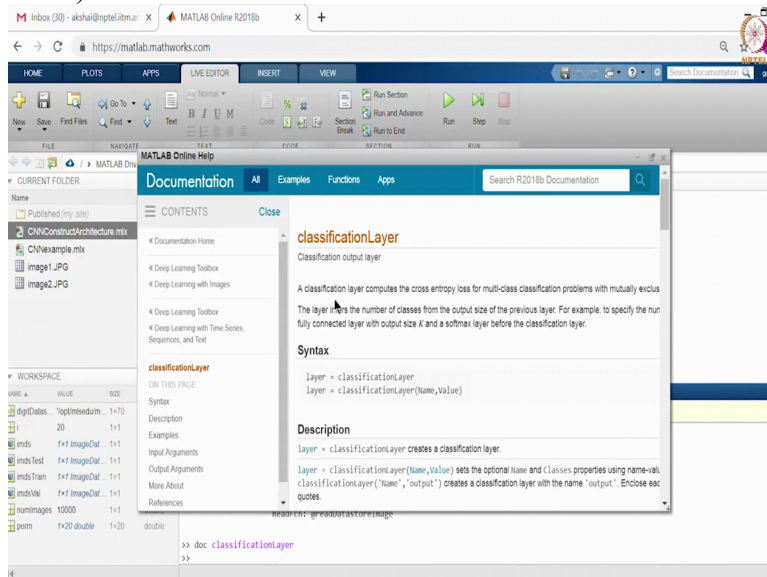 Inbox (30) - akshai@nptel.iitm.ac
MATLAB Online R2018b
https://matlab.mathworks.com
NPTEL
HOME PLOTS APPS LIVE EDITOR INSERT VIEW
Search Documentation
New Save Find Files Go To Find Text Normal B I U M Code Section Break Run Section Run and Advance Run to End Run Step Stop
FILE NAVIGATE TEXT CODE SECTION RUN
MATLAB Driv
CURRENT FOLDER
Name
Published (my site)
CNNConstructArchitecture.mlx
CNNexample.mlx
image1.JPG
image2.JPG
WORKSPACE
NAME VALUE SIZE
digitDatas... '/opt/mlsedu/m... 1×70
i 20 1×1
imds 1×1 ImageDat... 1×1
imdsTest 1×1 ImageDat... 1×1
imdsTrain 1×1 ImageDat... 1×1
imdsVal 1×1 ImageDat... 1×1
numImages 10000 1×1
perm 1×20 double 1×20 double
MATLAB Online Help
Documentation All Examples Functions Apps Search R2018b Documentation
CONTENTS Close
« Documentation Home
« Deep Learning Toolbox
« Deep Learning with Images
« Deep Learning Toolbox
« Deep Learning with Time Series,
Sequences, and Text
classificationLayer
ON THIS PAGE
Syntax
Description
Examples
Input Arguments
Output Arguments
More About
References
classificationLayer
Classification output layer
A classification layer computes the cross entropy loss for multi-class classification problems with mutually exclus
The layer infers the number of classes from the output size of the previous layer. For example, to specify the num
fully connected layer with output size K and a softmax layer before the classification layer.
Syntax
layer = classificationLayer
layer = classificationLayer(Name,Value)
Description
layer = classificationLayer creates a classification layer.
layer = classificationLayer(Name,Value) sets the optional Name and Classes properties using name-valu
classificationLayer('Name','output') creates a classification layer with the name 'output'. Enclose eac
quotes.
ReadFcn: @readDatastoreImage
>> doc classificationLayer
>>